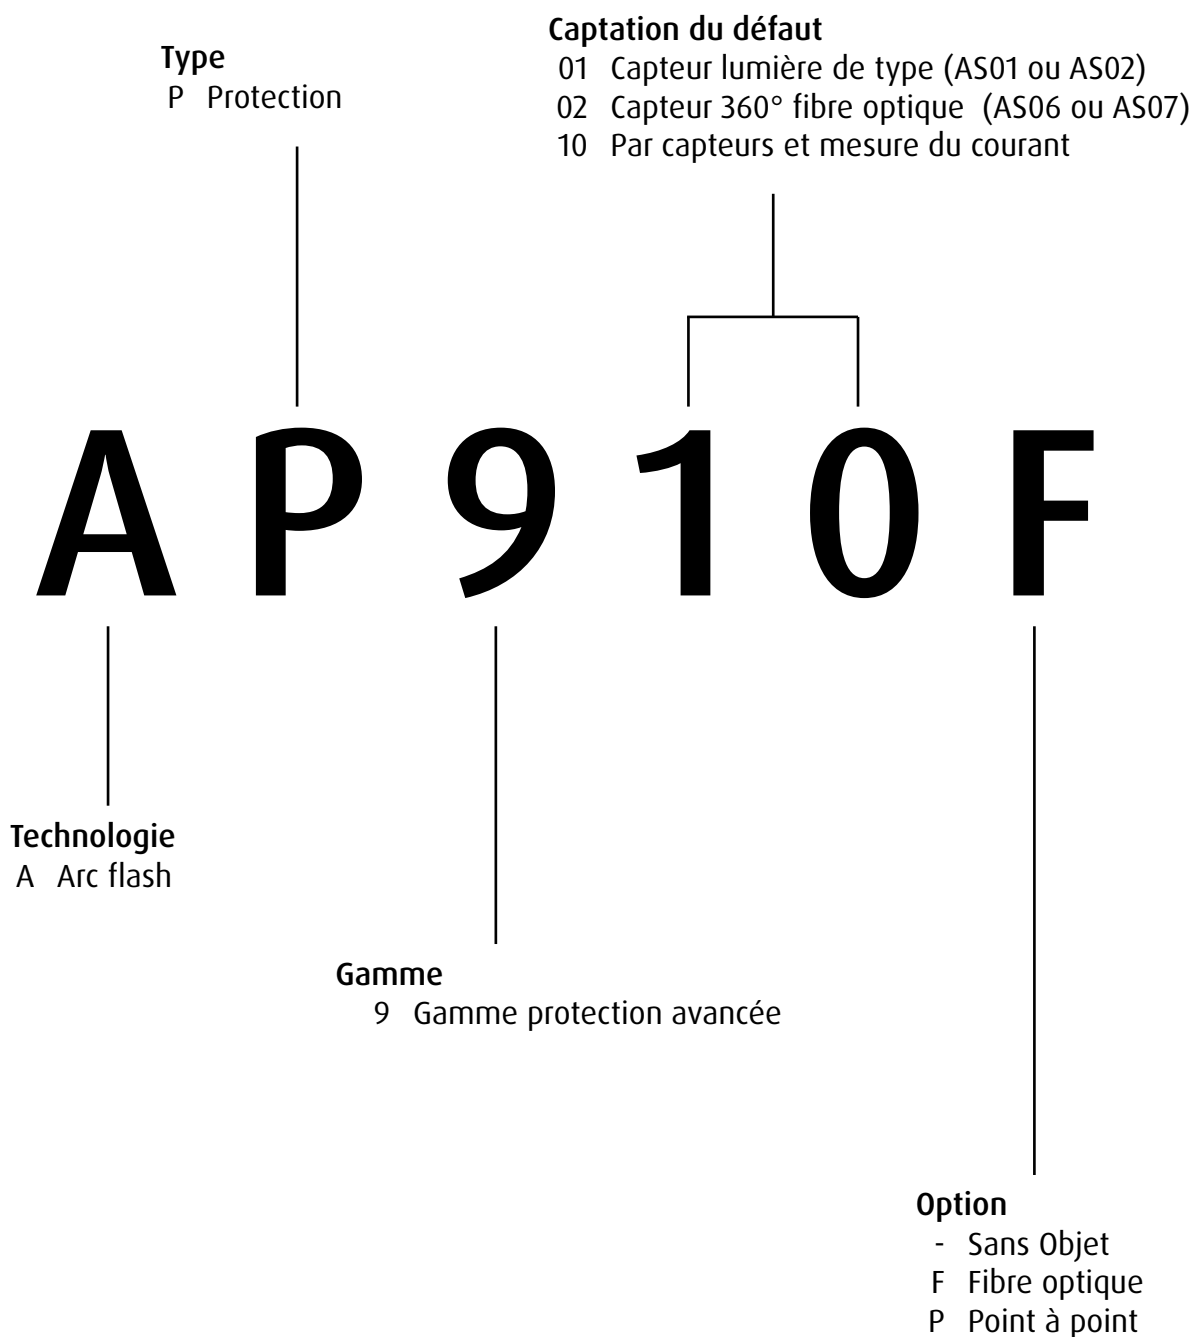 Type
P Protection
Captation du défaut
01 Capteur lumière de type (AS01 ou AS02)
02 Capteur 360° fibre optique (AS06 ou AS07)
10 Par capteurs et mesure du courant
A P 9 1 0 F
Technologie
A Arc flash
Gamme
9 Gamme protection avancée
Option
- Sans Objet
F Fibre optique
P Point à point